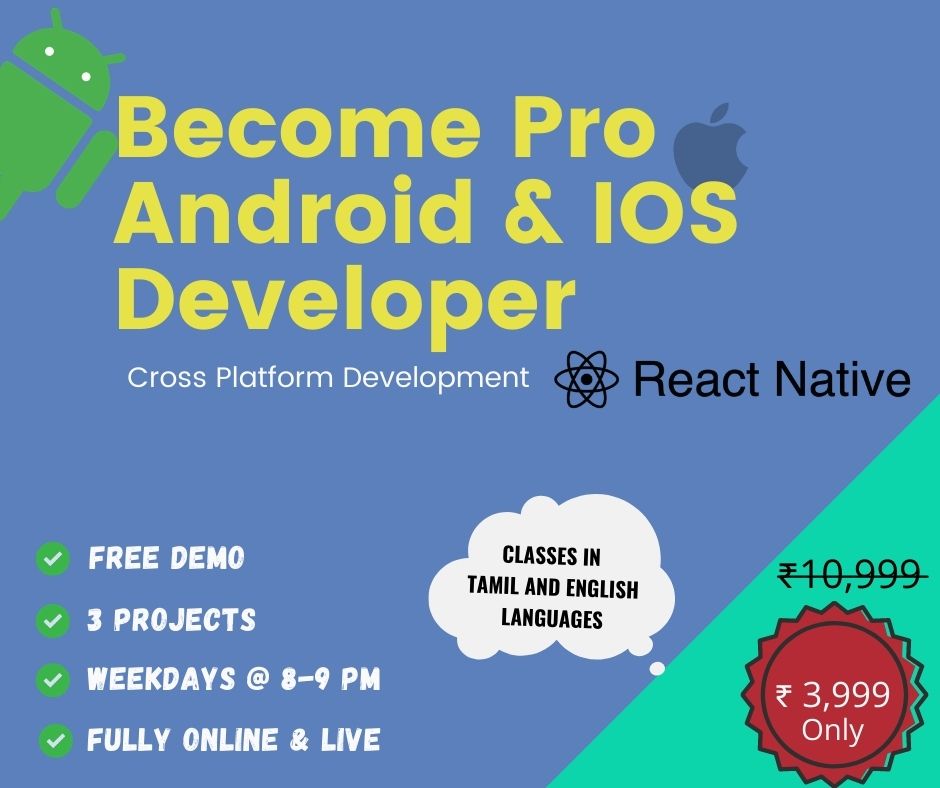 Become Pro
Android & IOS
Developer
Cross Platform Development
React Native
FREE DEMO
3 PROJECTS
WEEKDAYS @ 8-9 PM
FULLY ONLINE & LIVE
CLASSES IN
TAMIL AND ENGLISH
LANGUAGES
₹10,999
₹ 3,999
Only